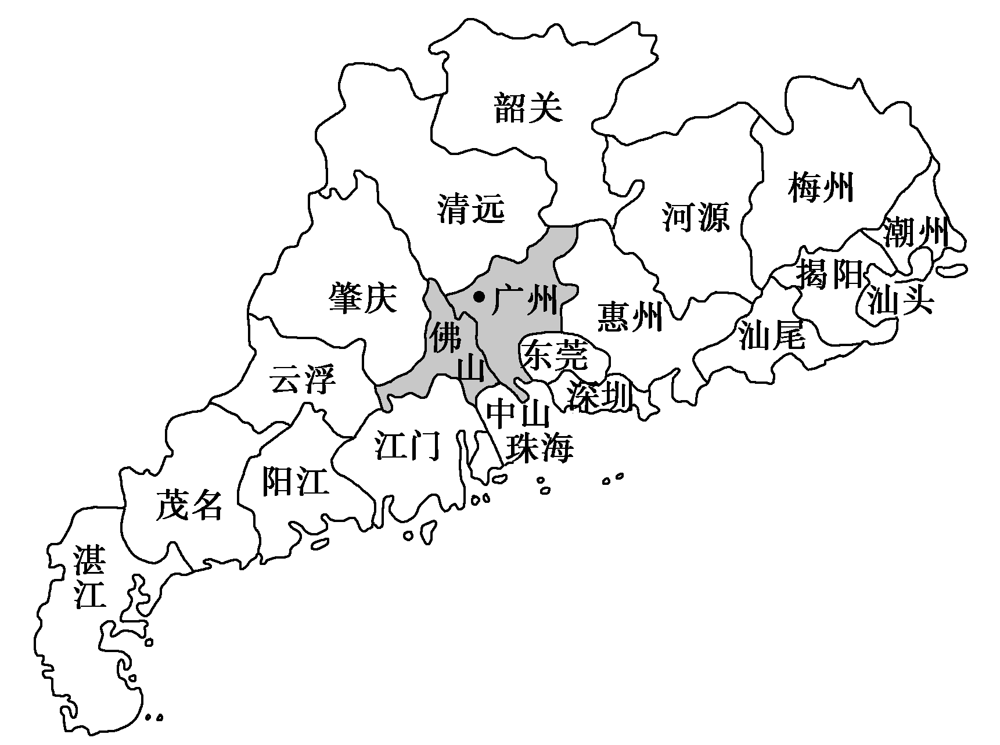 韶关
梅州
清远
河源
潮州
揭阳
肇庆
广州
汕头
惠州
佛山
汕尾
东莞
云浮
深圳
中山
江门
珠海
阳江
茂名
湛江